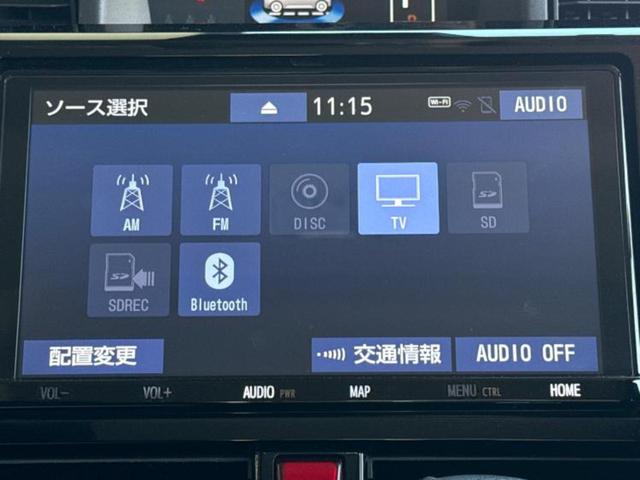 ソース選択
11:15
Wi-Fi
AUDIO
AM
FM
DISC
TV
SD
SDREC
Bluetooth
配置変更
交通情報
AUDIO OFF
VOL-
VOL+
AUDIO PWR
MAP
MENU CTRL
HOME